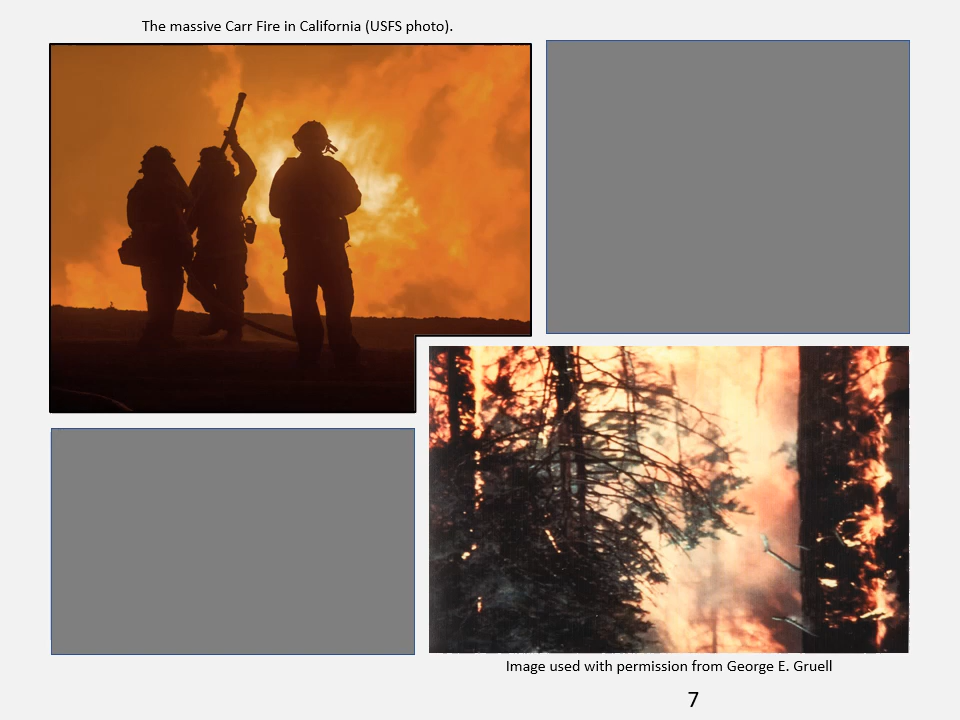 The massive Carr Fire in California (USFS photo).
Image used with permission from George E. Gruell
7